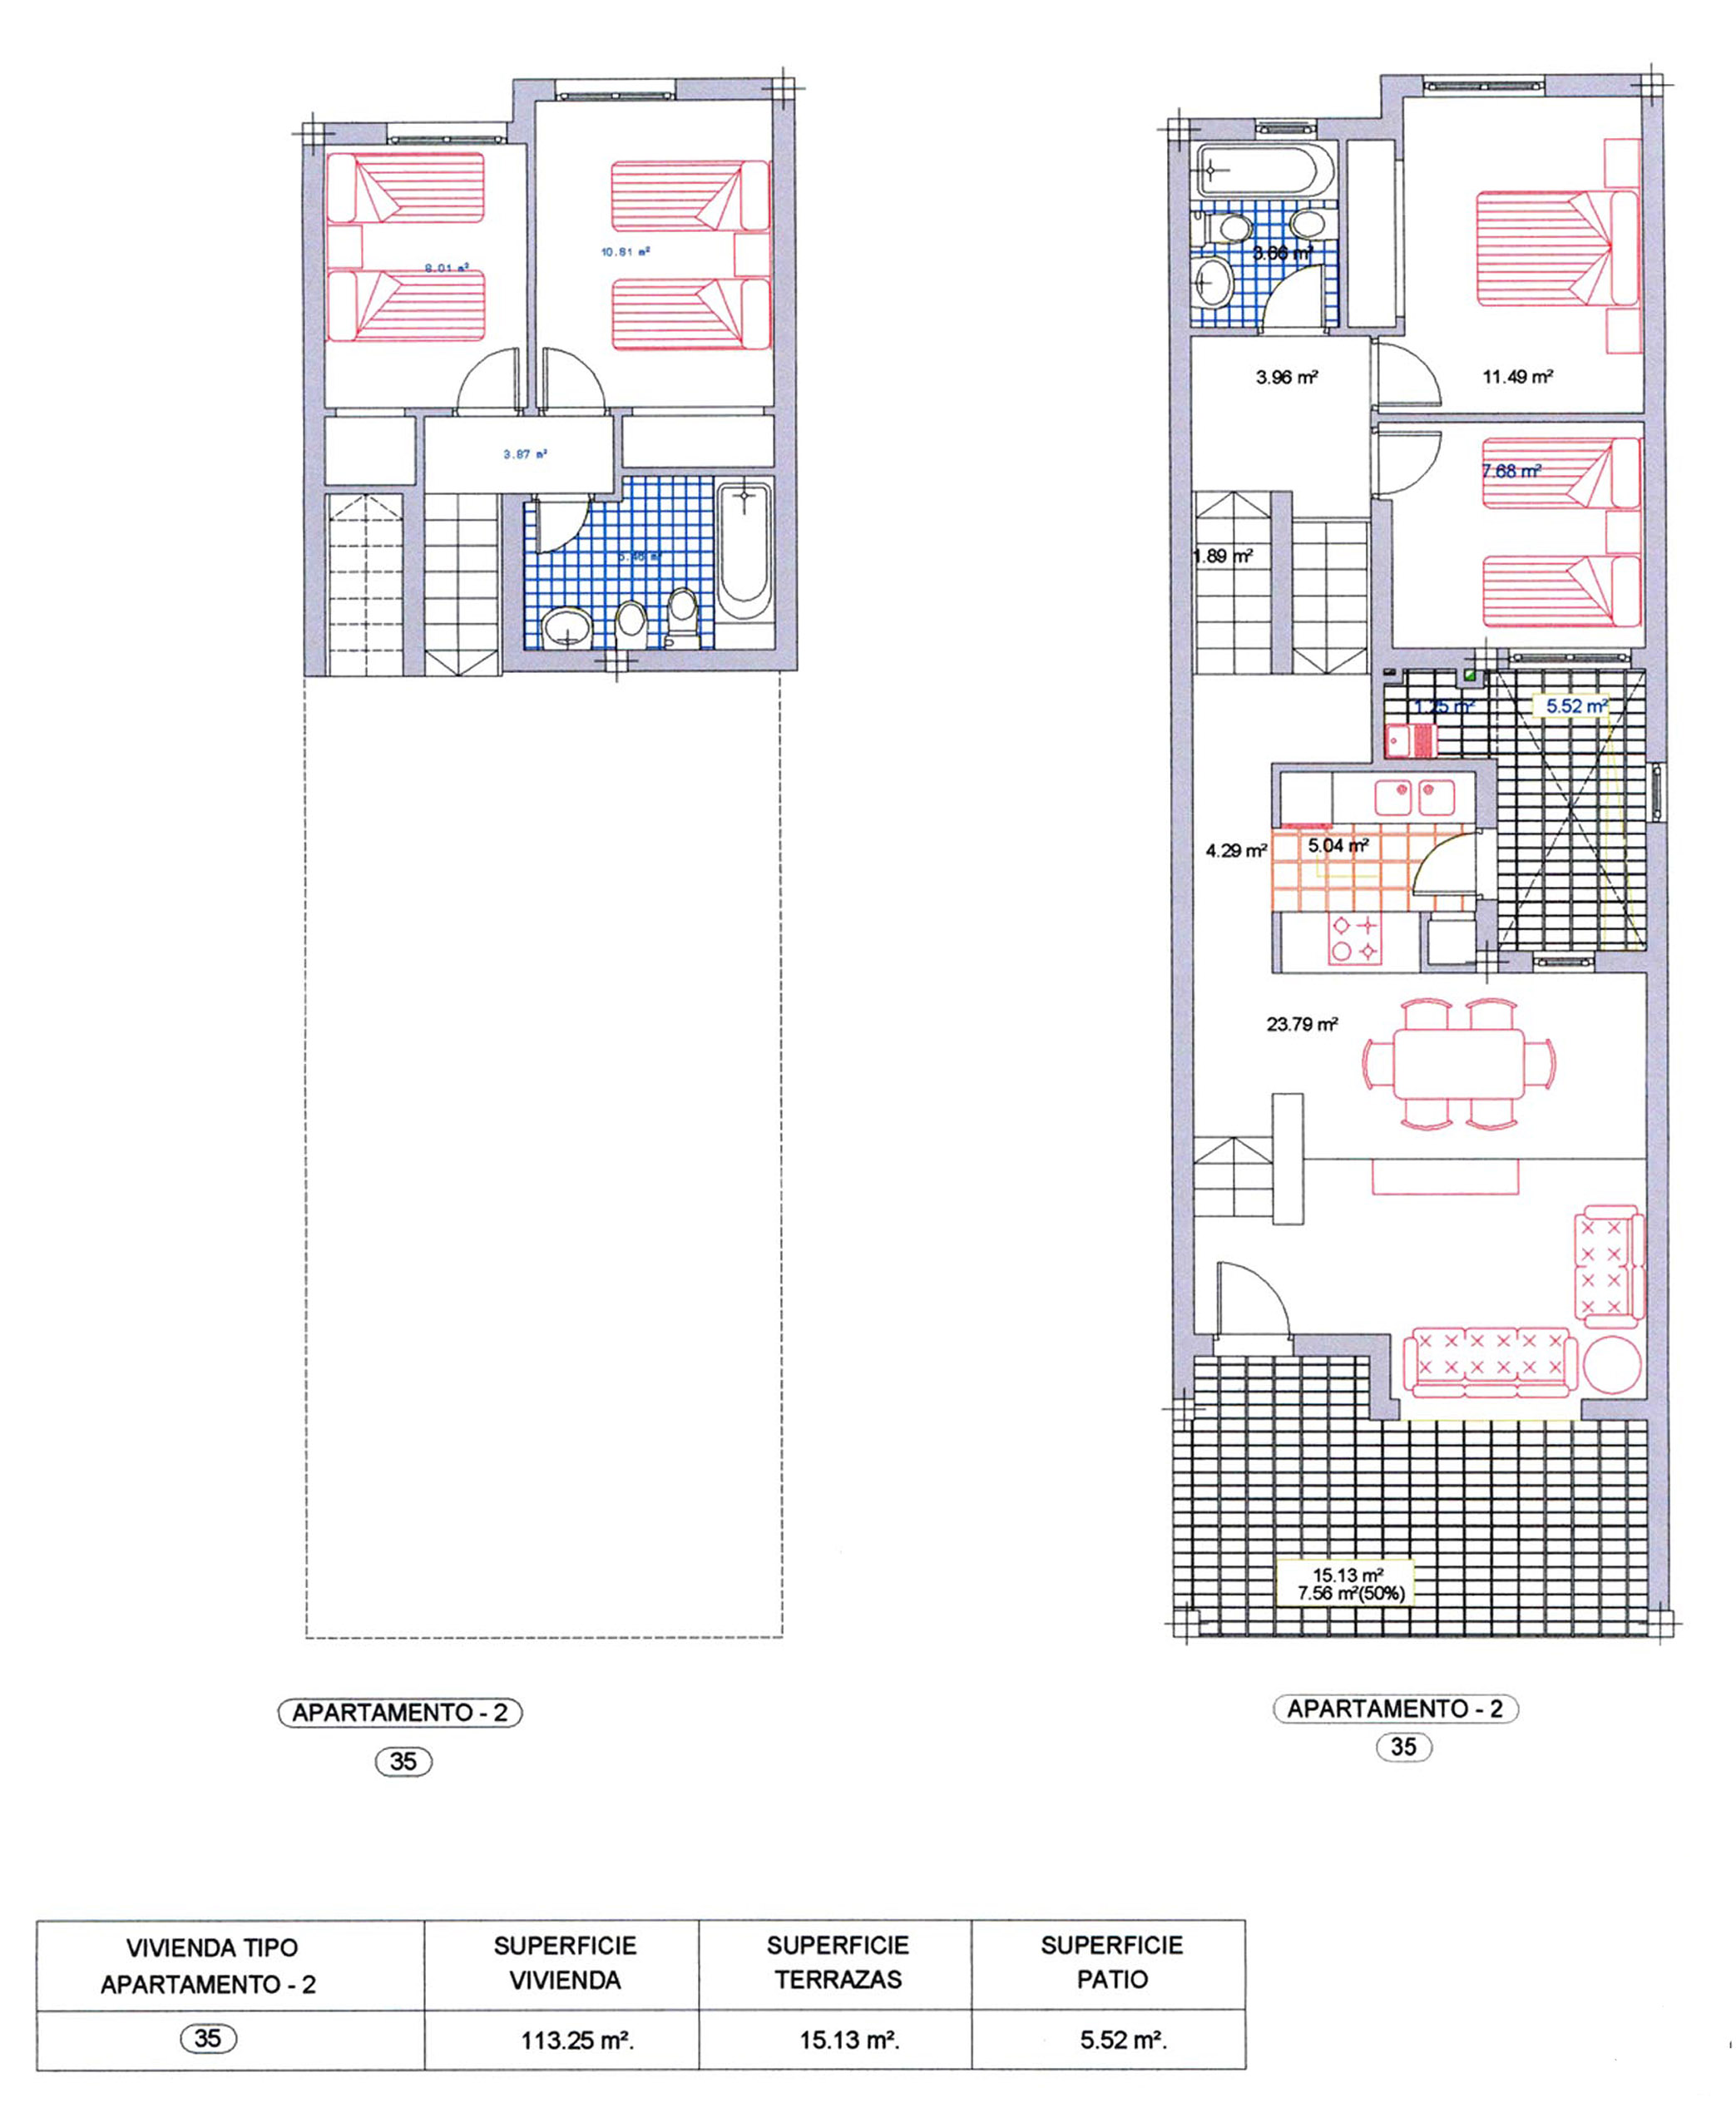 10.81 m²
8.01 m²
3.87 m²
5.46 m²
3.66 m²
3.96 m²
11.49 m²
7.68 m²
1.89 m²
1.25 m²
5.52 m²
4.29 m²
5.04 m²
23.79 m²
15.13 m²
7.56 m²(50%)
APARTAMENTO - 2
35
APARTAMENTO - 2
35
VIVIENDA TIPO
APARTAMENTO - 2
SUPERFICIE
VIVIENDA
SUPERFICIE
TERRAZAS
SUPERFICIE
PATIO
35
113.25 m².
15.13 m².
5.52 m².